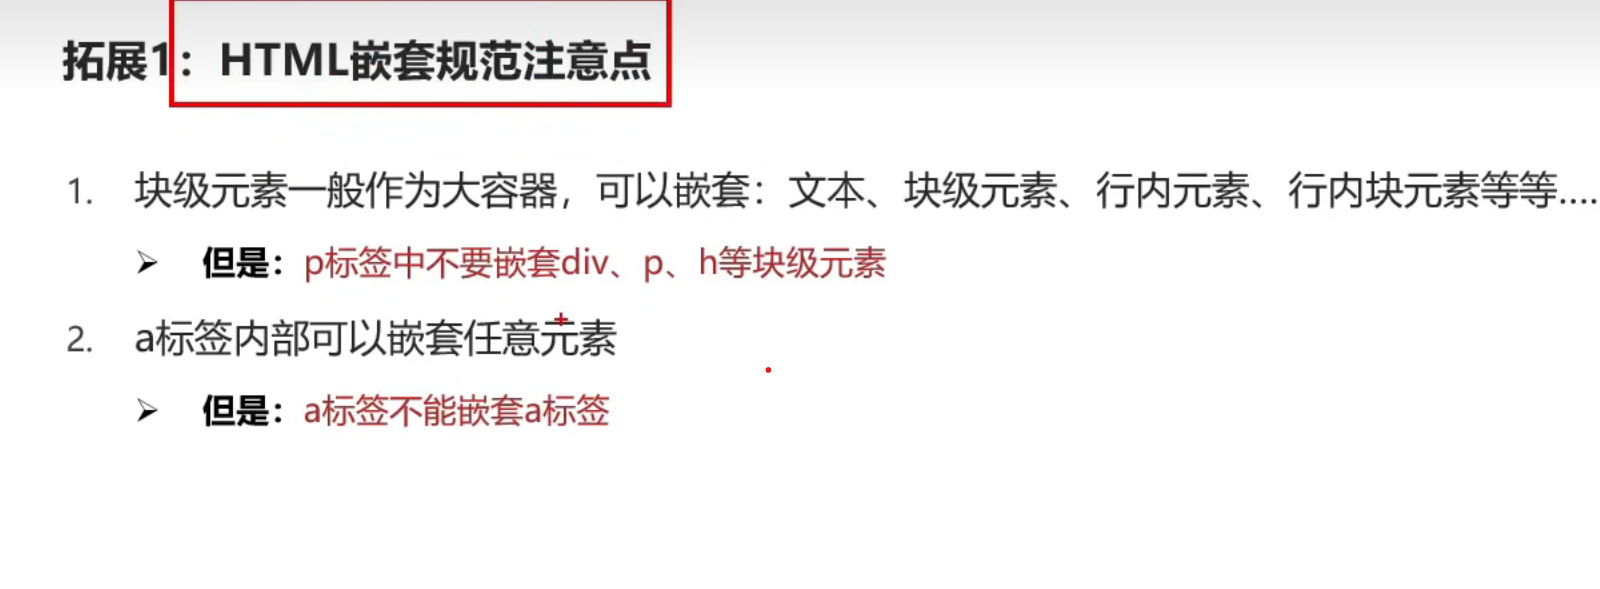 拓展1：HTML嵌套规范注意点
1. 块级元素一般作为大容器，可以嵌套：文本、块级元素、行内元素、行内块元素等等....
➢ 但是：p标签中不要嵌套div、p、h等块级元素
2. a标签内部可以嵌套任意元素
➢ 但是：a标签不能嵌套a标签